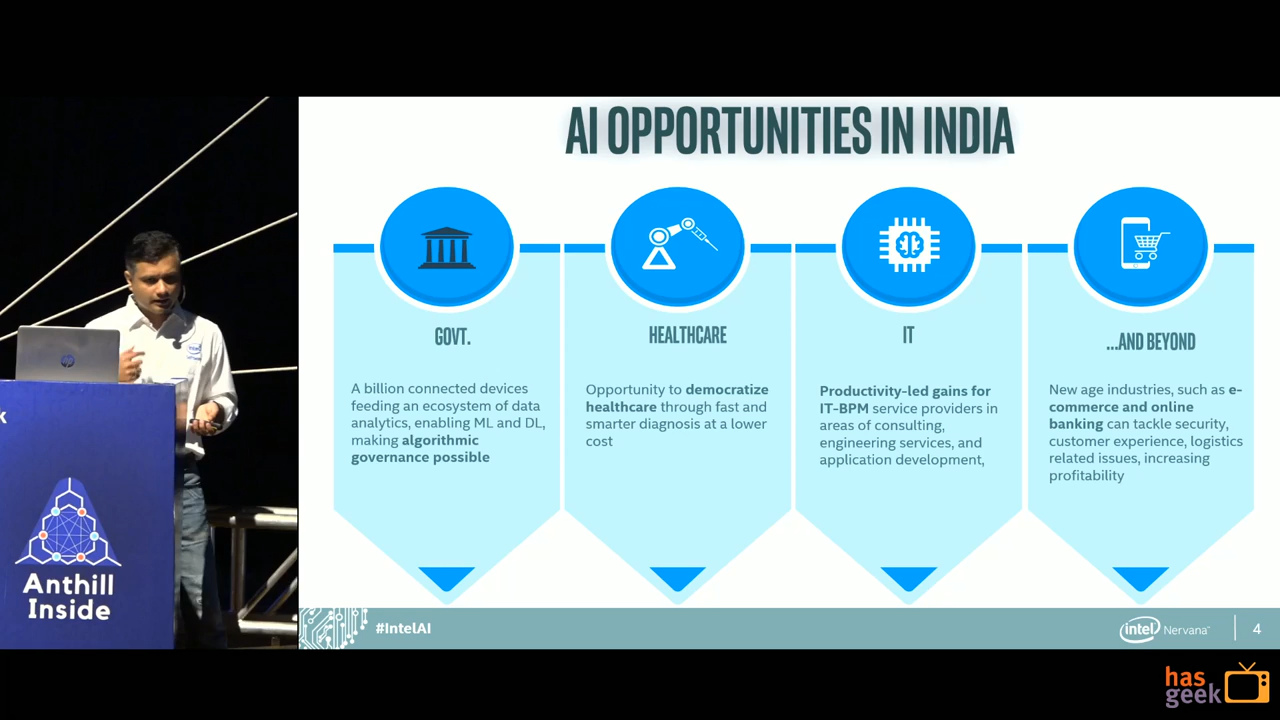 AI OPPORTUNITIES IN INDIA
GOVT.
A billion connected devices
feeding an ecosystem of data
analytics, enabling ML and DL,
making algorithmic
governance possible
HEALTHCARE
Opportunity to democratize
healthcare through fast and
smarter diagnosis at a lower
cost
IT
Productivity-led gains for
IT-BPM service providers in
areas of consulting,
engineering services, and
application development,
...AND BEYOND
New age industries, such as e-
commerce and online
banking can tackle security,
customer experience, logistics
related issues, increasing
profitability
#IntelAI
intel Nervana™
4
hp
k
Anthill
Inside
has
geek